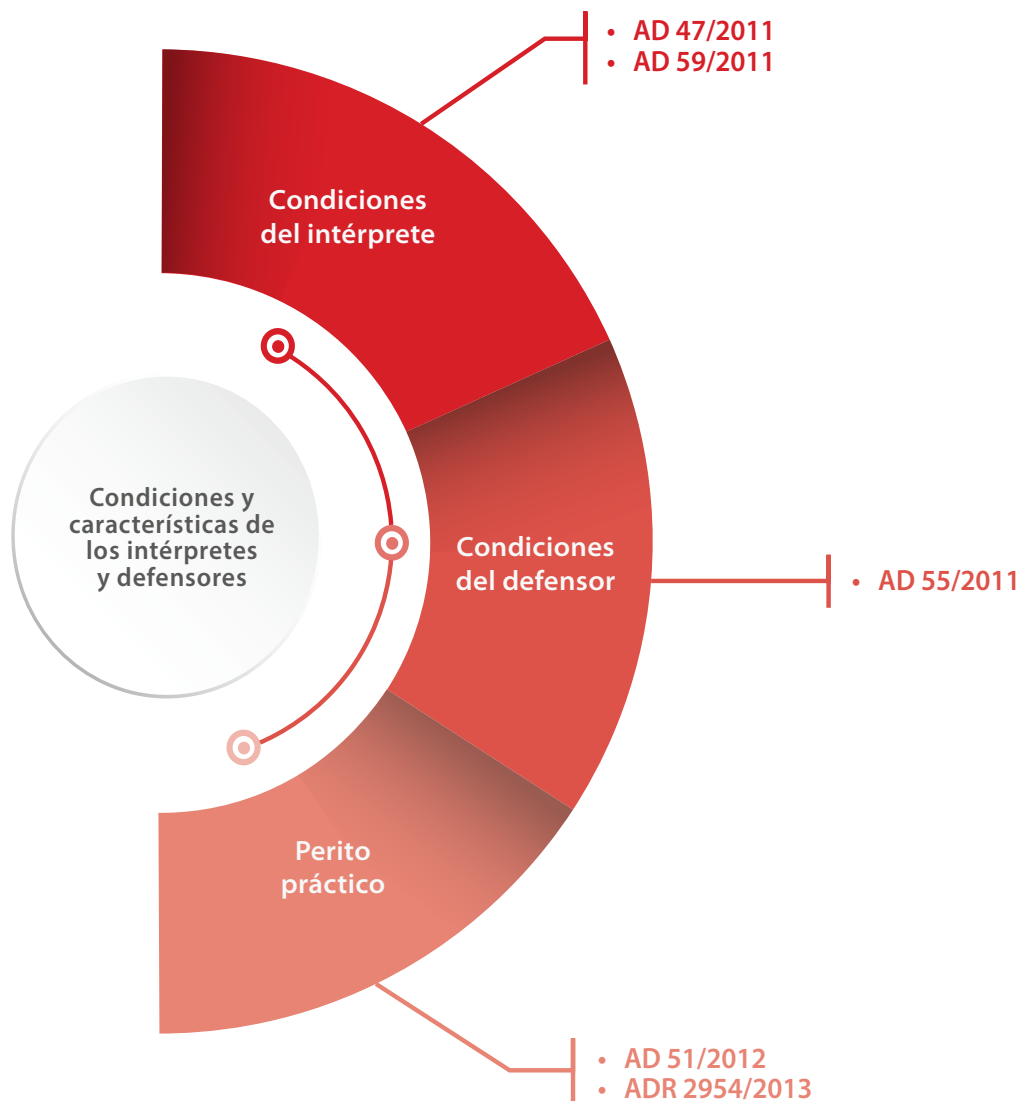 • AD 47/2011
• AD 59/2011
Condiciones
del intérprete
Condiciones y
características de
los intérpretes
y defensores
Condiciones
del defensor
• AD 55/2011
Perito
práctico
• AD 51/2012
• ADR 2954/2013